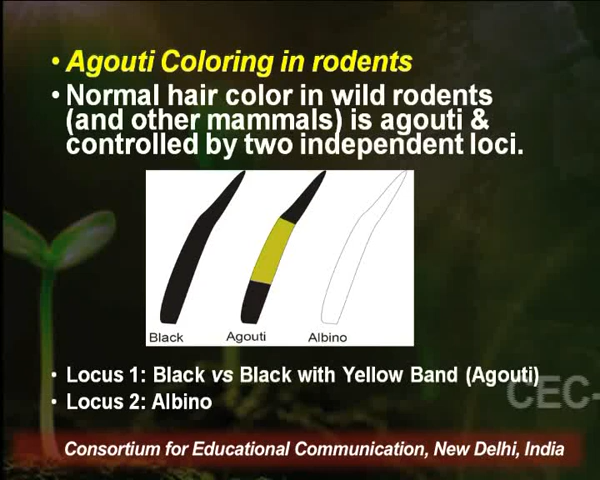 • Agouti Coloring in rodents
• Normal hair color in wild rodents
(and other mammals) is agouti &
controlled by two independent loci.
Black
Agouti
Albino
• Locus 1: Black vs Black with Yellow Band (Agouti)
• Locus 2: Albino
CEC-
Consortium for Educational Communication, New Delhi, India